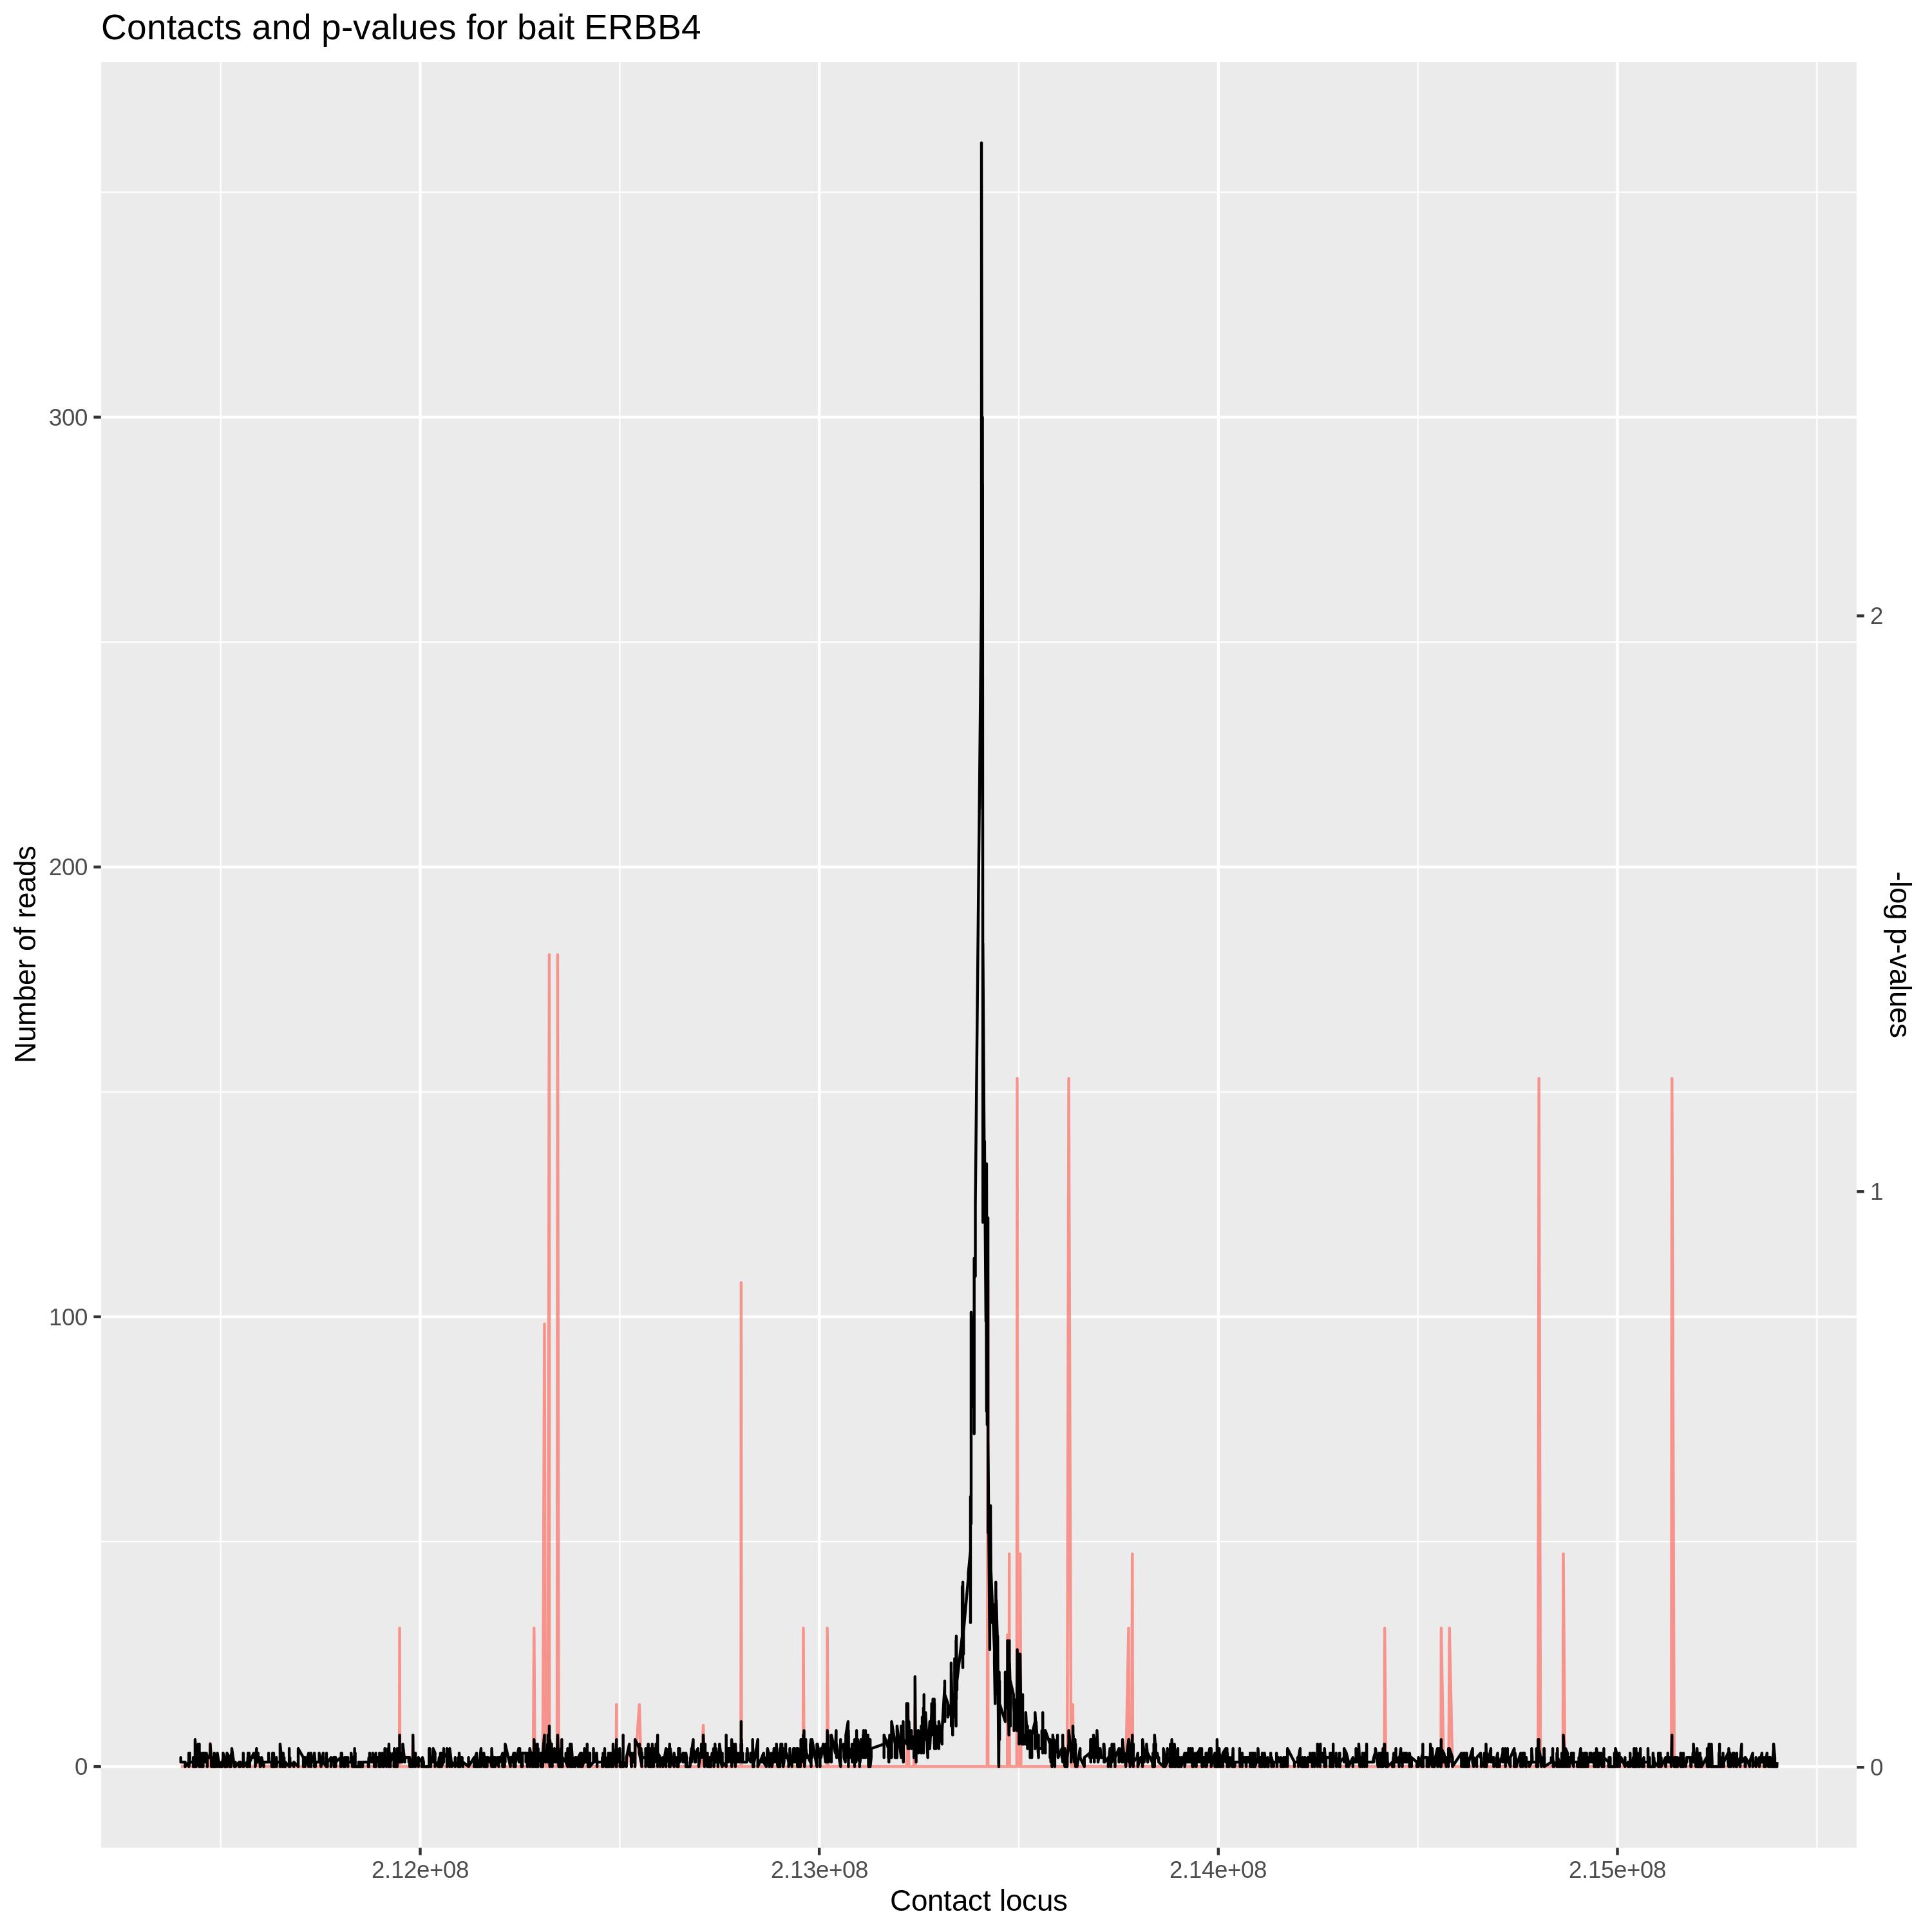 Contacts and p-values for bait ERBB4
Number of reads
300
200
100
0
2
1
0
-log p-values
2.12e+08
2.13e+08
2.14e+08
2.15e+08
Contact locus